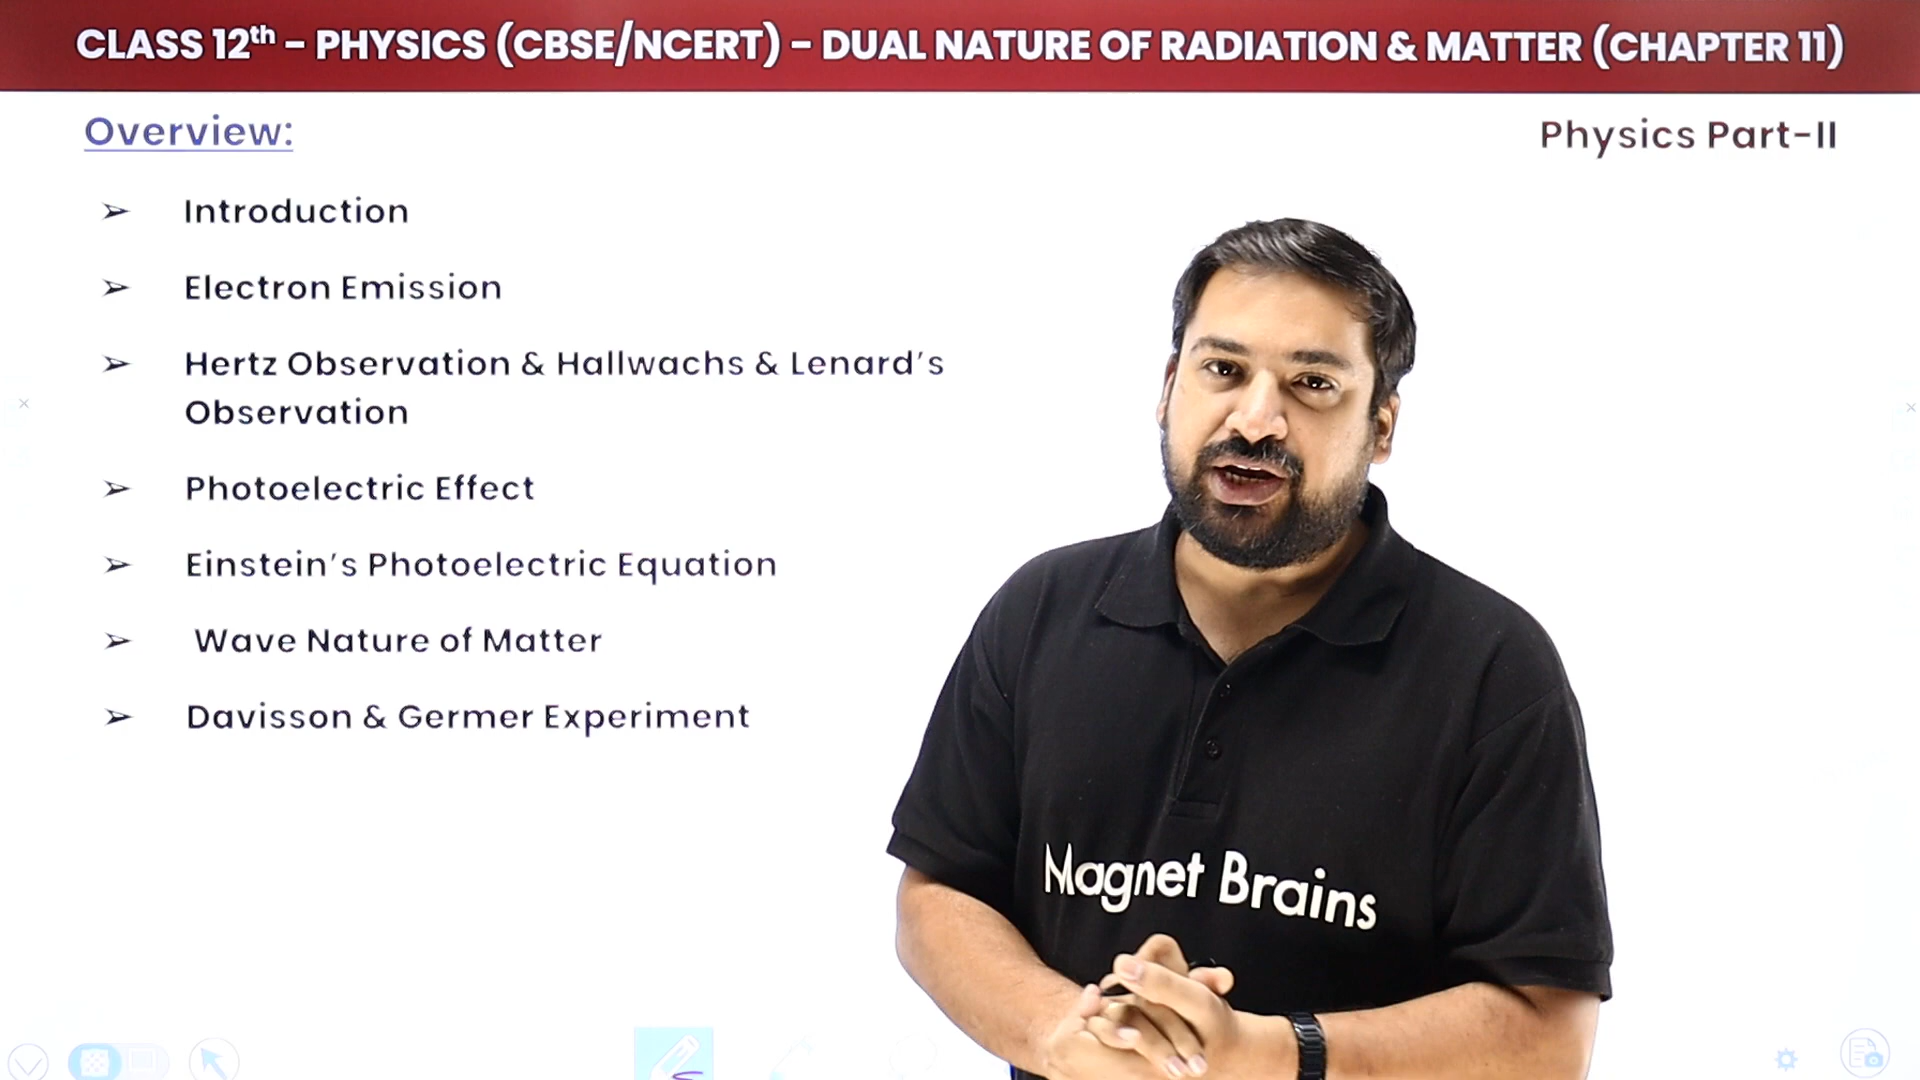 CLASS 12th - PHYSICS (CBSE/NCERT) - DUAL NATURE OF RADIATION & MATTER (CHAPTER 11)
Overview:
Physics Part-II
➢ Introduction
➢ Electron Emission
➢ Hertz Observation & Hallwachs & Lenard's
Observation
➢ Photoelectric Effect
➢ Einstein's Photoelectric Equation
➢ Wave Nature of Matter
➢ Davisson & Germer Experiment
Magnet Brains